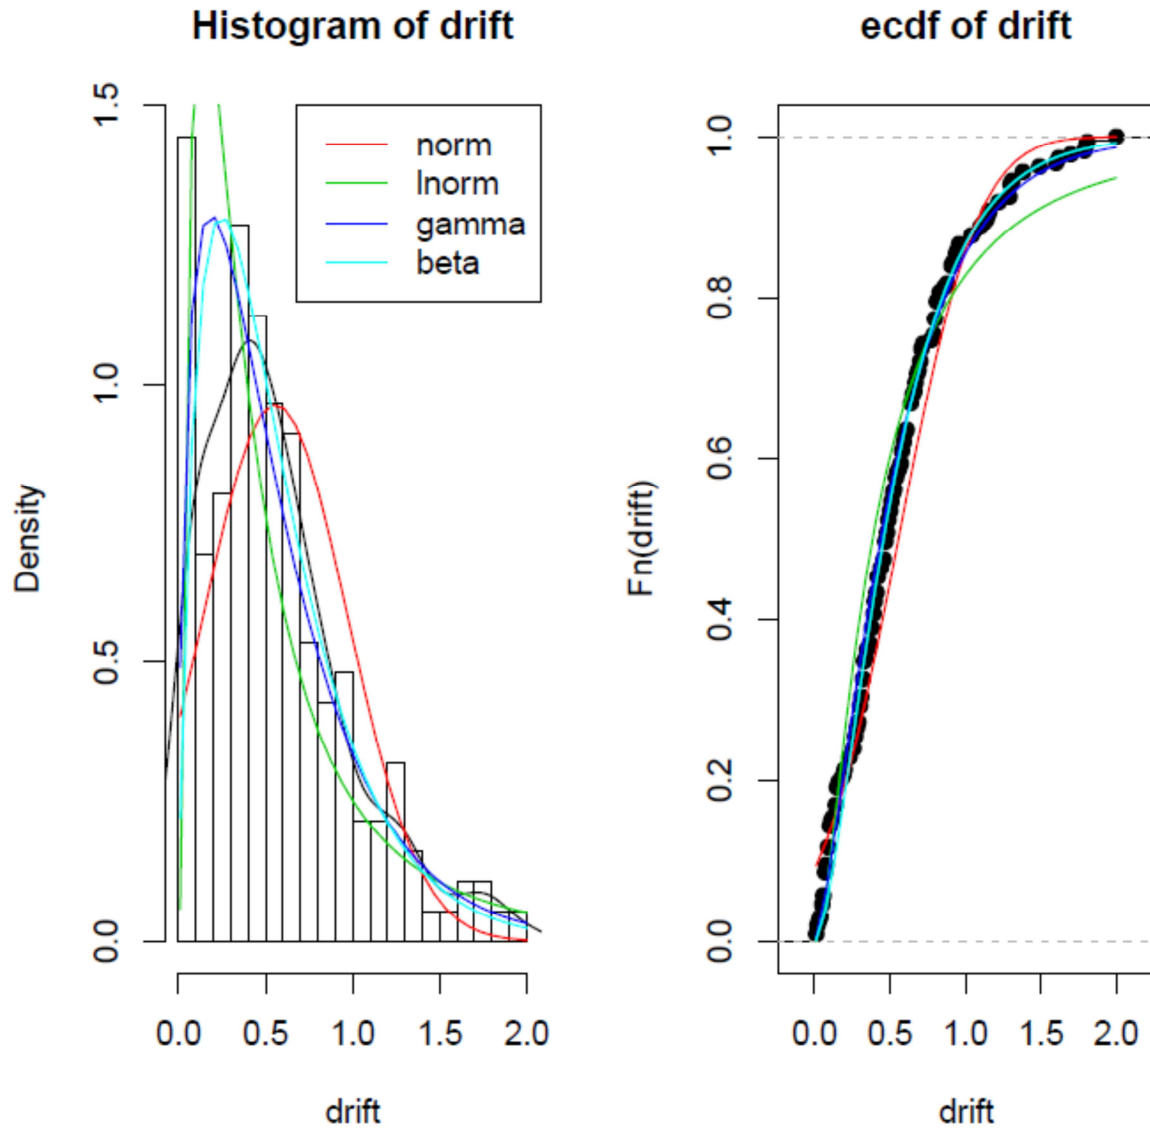 Histogram of drift
1.5
1.0
0.5
0.0
Density
norm
lnorm
gamma
beta
0.0 0.5 1.0 1.5 2.0
drift
ecdf of drift
1.0
0.8
0.6
0.4
0.2
0.0
Fn(drift)
0.0 0.5 1.0 1.5 2.0
drift